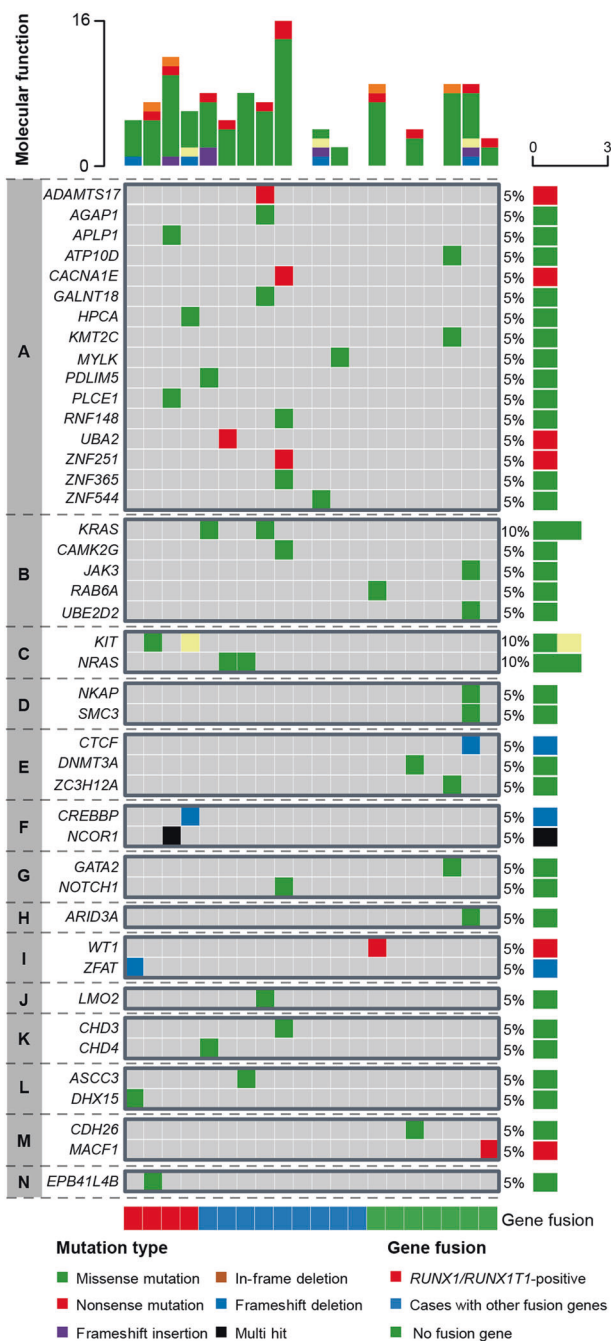 Molecular function
16
0
0 3
A
ADAMTS17 5%
AGAP1 5%
APLP1 5%
ATP10D 5%
CACNA1E 5%
GALNT18 5%
HPCA 5%
KMT2C 5%
MYLK 5%
PDLIM5 5%
PLCE1 5%
RNF148 5%
UBA2 5%
ZNF251 5%
ZNF365 5%
ZNF544 5%
B
KRAS 10%
CAMK2G 5%
JAK3 5%
RAB6A 5%
UBE2D2 5%
C
KIT 10%
NRAS 10%
D
NKAP 5%
SMC3 5%
E
CTCF 5%
DNMT3A 5%
ZC3H12A 5%
F
CREBBP 5%
NCOR1 5%
G
GATA2 5%
NOTCH1 5%
H
ARID3A 5%
I
WT1 5%
ZFAT 5%
J
LMO2 5%
K
CHD3 5%
CHD4 5%
L
ASCC3 5%
DHX15 5%
M
CDH26 5%
MACF1 5%
N
EPB41L4B 5%
Gene fusion
Mutation type
Missense mutation
Nonsense mutation
Frameshift insertion
In-frame deletion
Frameshift deletion
Multi hit
Gene fusion
RUNX1/RUNX1T1-positive
Cases with other fusion genes
No fusion gene